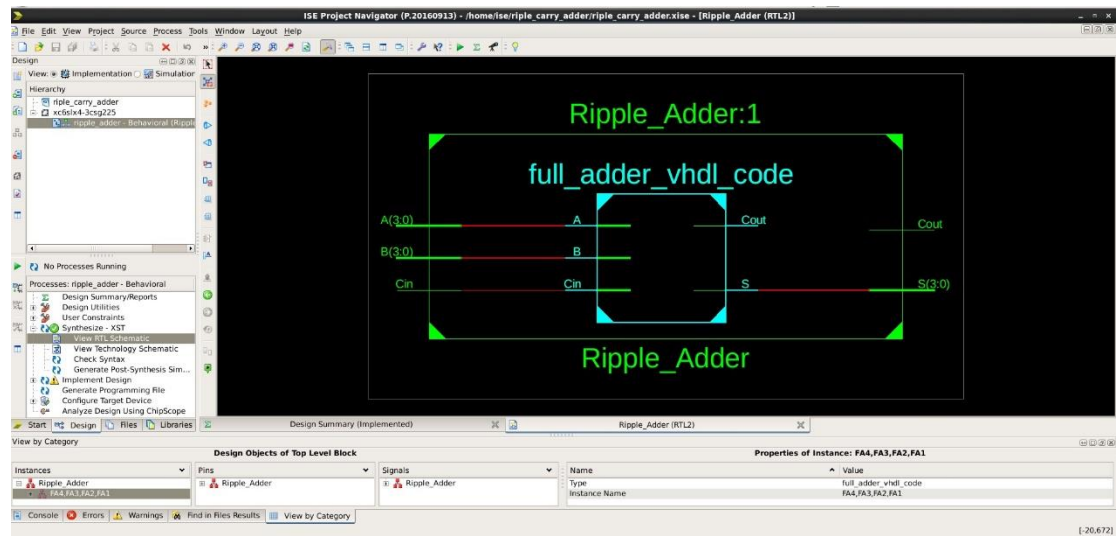 ISE Project Navigator (P.20160913) - /home/ise/riple_carry_adder/riple_carry_adder.xise - [Ripple_Adder (RTL2)]
File Edit View Project Source Process Tools Window Layout Help
Design
View: Implementation Simulation
Hierarchy
riple_carry_adder
xc6slx4-3csg225
ripple_adder - Behavioral (Ripple
No Processes Running
Processes: ripple_adder - Behavioral
Design Summary/Reports
Design Utilities
User Constraints
Synthesize - XST
View RTL Schematic
View Technology Schematic
Check Syntax
Generate Post-Synthesis Sim...
Implement Design
Generate Programming File
Configure Target Device
Analyze Design Using ChipScope
Start Design Files Libraries
Ripple_Adder:1
full_adder_vhdl_code
A(3:0) A Cout Cout
B(3:0) B
Cin Cin S S(3:0)
Ripple_Adder
Design Summary (Implemented) Ripple_Adder (RTL2)
View by Category
Design Objects of Top Level Block Properties of Instance: FA4,FA3,FA2,FA1
Instances Pins Signals Name Value
Ripple_Adder Ripple_Adder Ripple_Adder Type full_adder_vhdl_code
FA4,FA3,FA2,FA1 Instance Name FA4,FA3,FA2,FA1
Console Errors Warnings Find in Files Results View by Category
[-20,672]